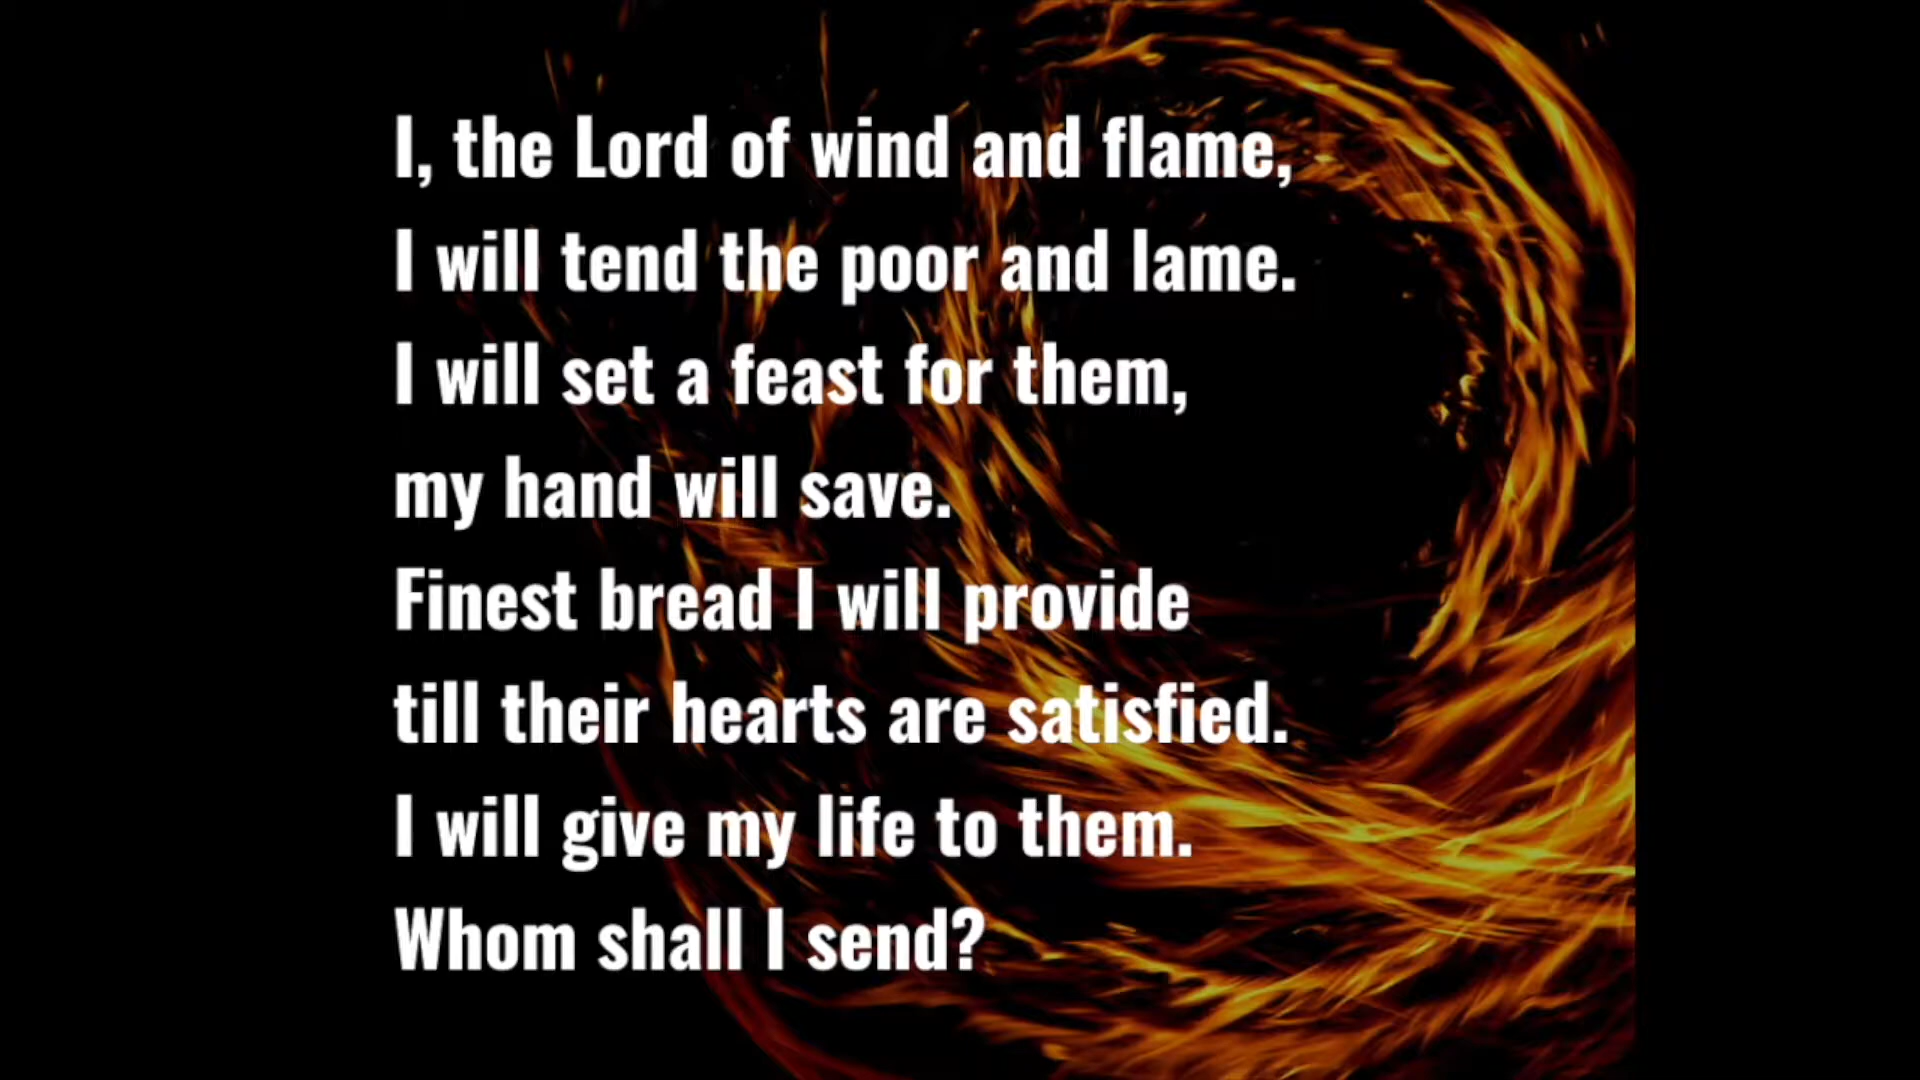 I, the Lord of wind and flame,
I will tend the poor and lame.
I will set a feast for them,
my hand will save.
Finest bread I will provide
till their hearts are satisfied.
I will give my life to them.
Whom shall I send?